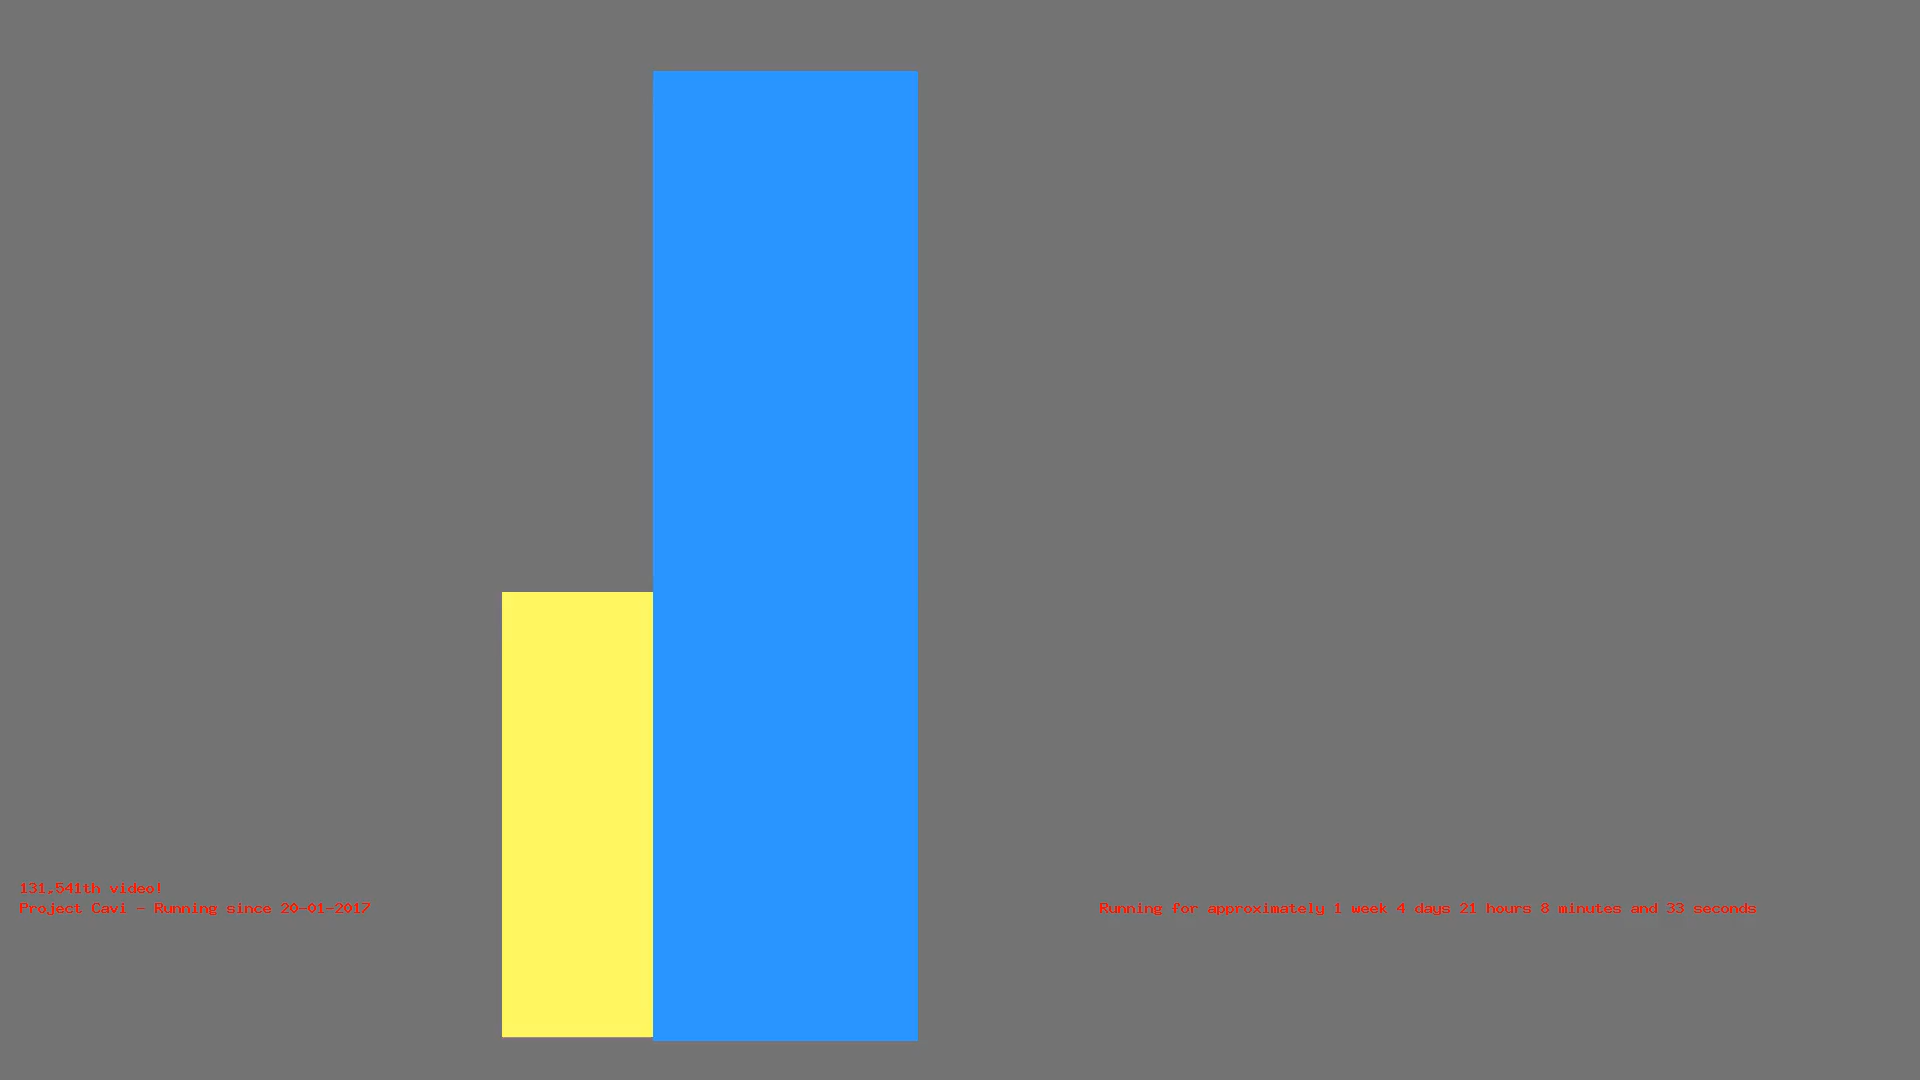 131,541th video!
Project Cavi - Running since 20-01-2017
Running for approximately 1 week 4 days 21 hours 8 minutes and 33 seconds